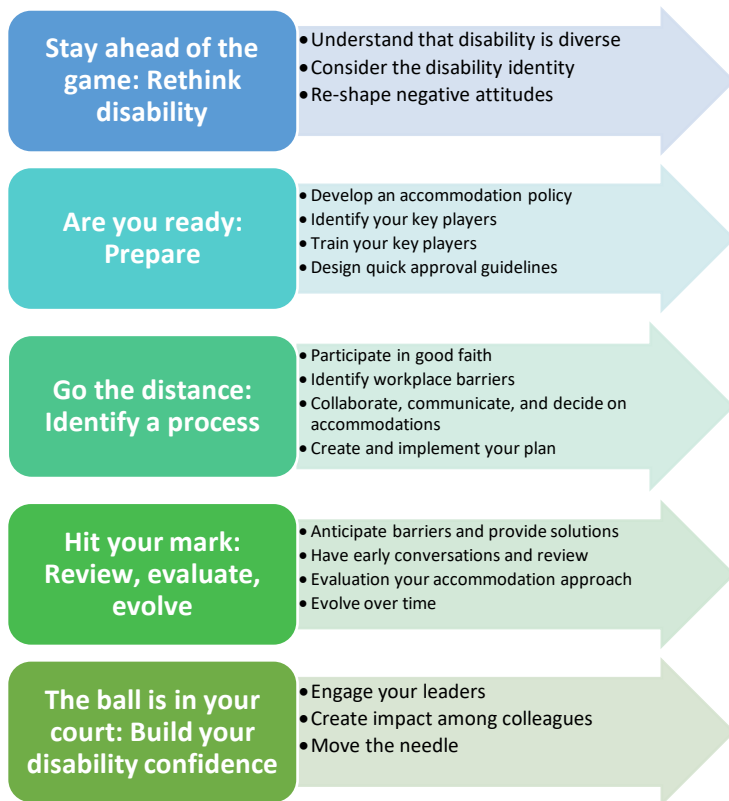 Stay ahead of the
game: Rethink
disability
• Understand that disability is diverse
• Consider the disability identity
• Re-shape negative attitudes
Are you ready:
Prepare
• Develop an accommodation policy
• Identify your key players
• Train your key players
• Design quick approval guidelines
Go the distance:
Identify a process
• Participate in good faith
• Identify workplace barriers
• Collaborate, communicate, and decide on
accommodations
• Create and implement your plan
Hit your mark:
Review, evaluate,
evolve
• Anticipate barriers and provide solutions
• Have early conversations and review
• Evaluation your accommodation approach
• Evolve over time
The ball is in your
court: Build your
disability confidence
• Engage your leaders
• Create impact among colleagues
• Move the needle